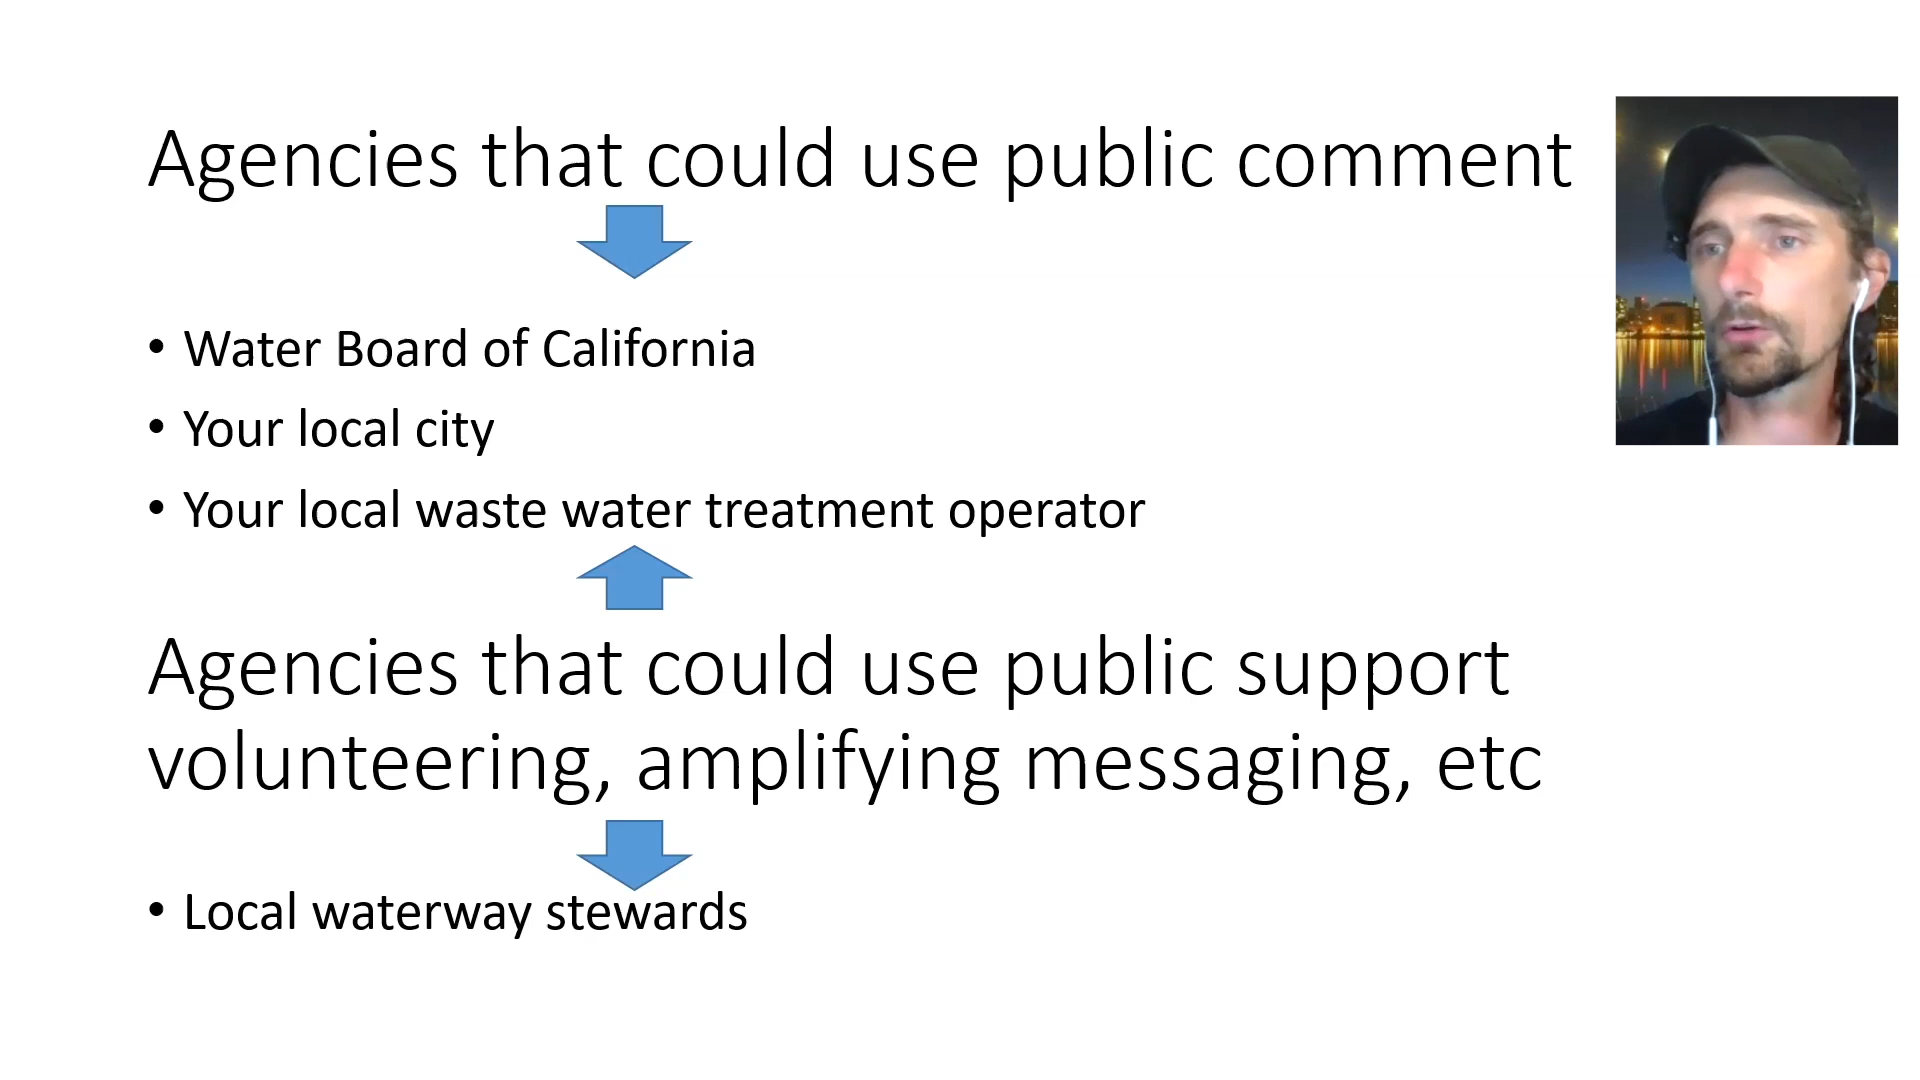 Agencies that could use public comment
• Water Board of California
• Your local city
• Your local waste water treatment operator
Agencies that could use public support
volunteering, amplifying messaging, etc
• Local waterway stewards